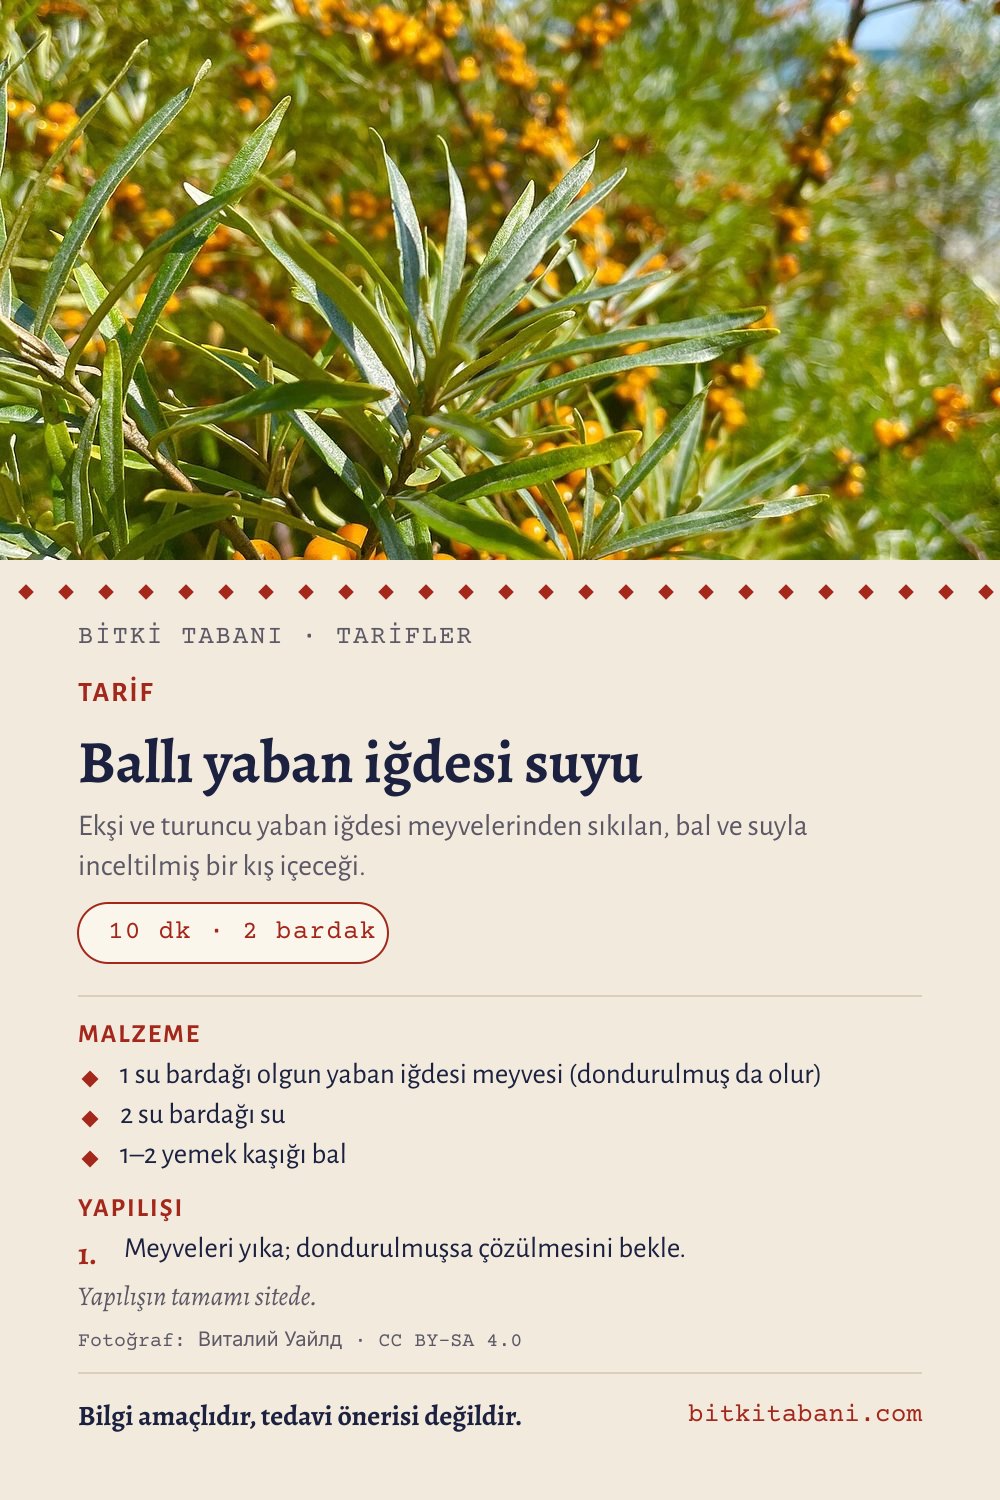 BİTKİ TABANI · TARİFLER
TARİF
Ballı yaban iğdesi suyu
Ekşi ve turuncu yaban iğdesi meyvelerinden sıkılan, bal ve suyla
inceltilmiş bir kış içeceği.
10 dk · 2 bardak
MALZEME
1 su bardağı olgun yaban iğdesi meyvesi (dondurulmuş da olur)
2 su bardağı su
1–2 yemek kaşığı bal
YAPILIŞI
1. Meyveleri yıka; dondurulmuşsa çözülmesini bekle.
Yapılışın tamamı sitede.
Fotoğraf: Виталий Уайлд · CC BY-SA 4.0
Bilgi amaçlıdır, tedavi önerisi değildir.
bitkitabani.com